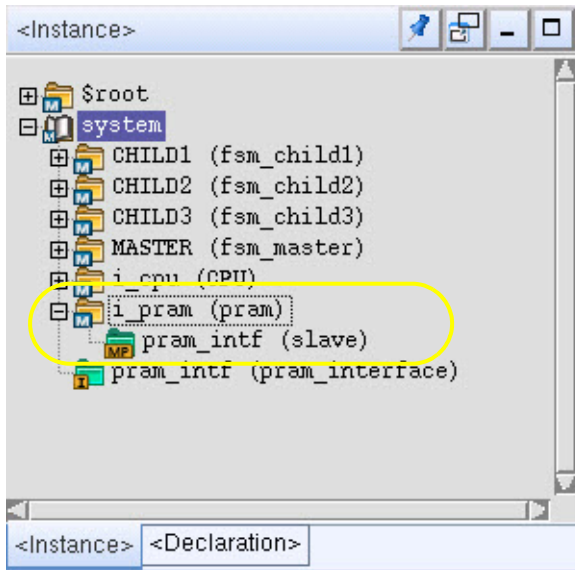 <Instance>
$root
system
CHILD1 (fsm_child1)
CHILD2 (fsm_child2)
CHILD3 (fsm_child3)
MASTER (fsm_master)
i_cpu (CPU)
i_pram (pram)
pram_intf (slave)
pram_intf (pram_interface)
<Instance> <Declaration>